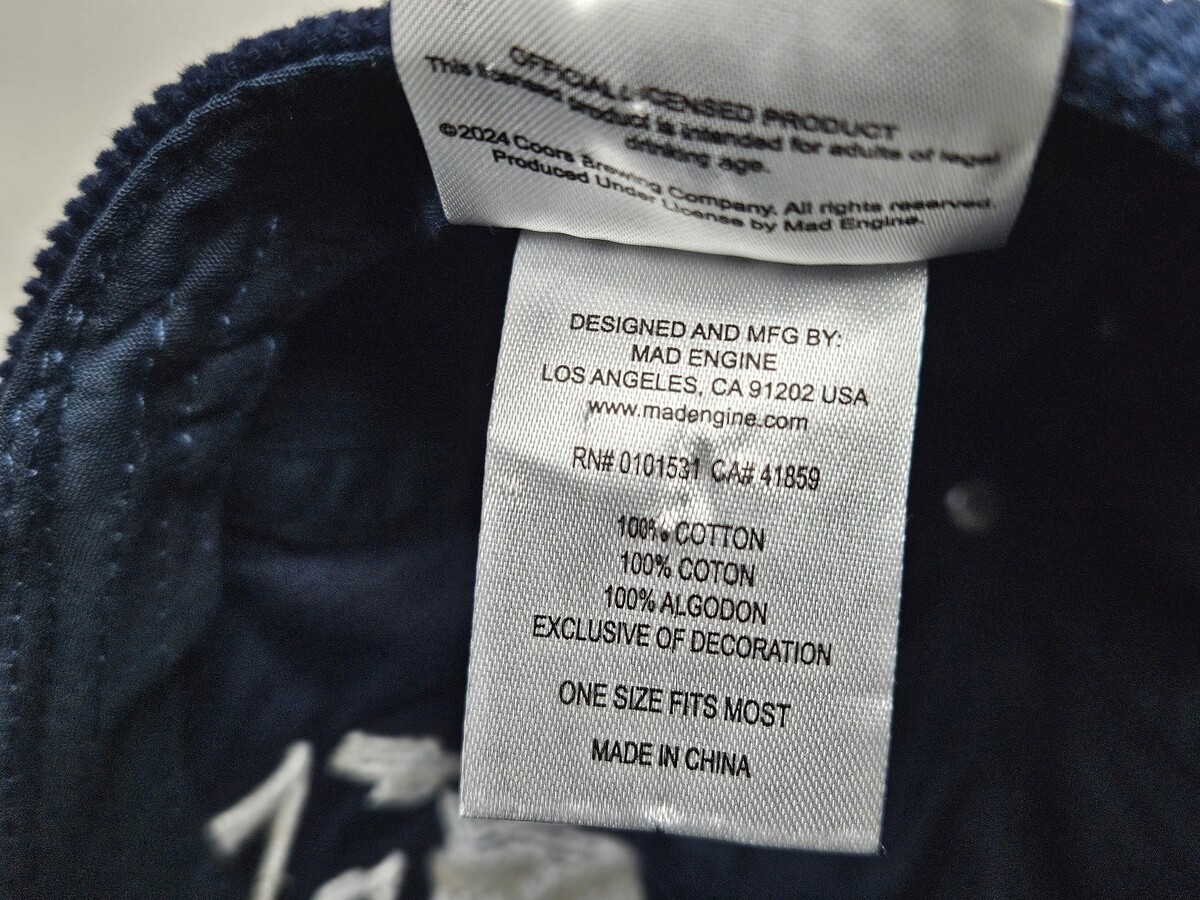 OFFICIAL LICENSED PRODUCT
This licensed product is intended for adults of legal
drinking age.
©2024 Coors Brewing Company. All rights reserved.
Produced Under License by Mad Engine.
DESIGNED AND MFG BY:
MAD ENGINE
LOS ANGELES, CA 91202 USA
www.madengine.com
RN# 0101531 CA# 41859
100% COTTON
100% COTON
100% ALGODON
EXCLUSIVE OF DECORATION
ONE SIZE FITS MOST
MADE IN CHINA